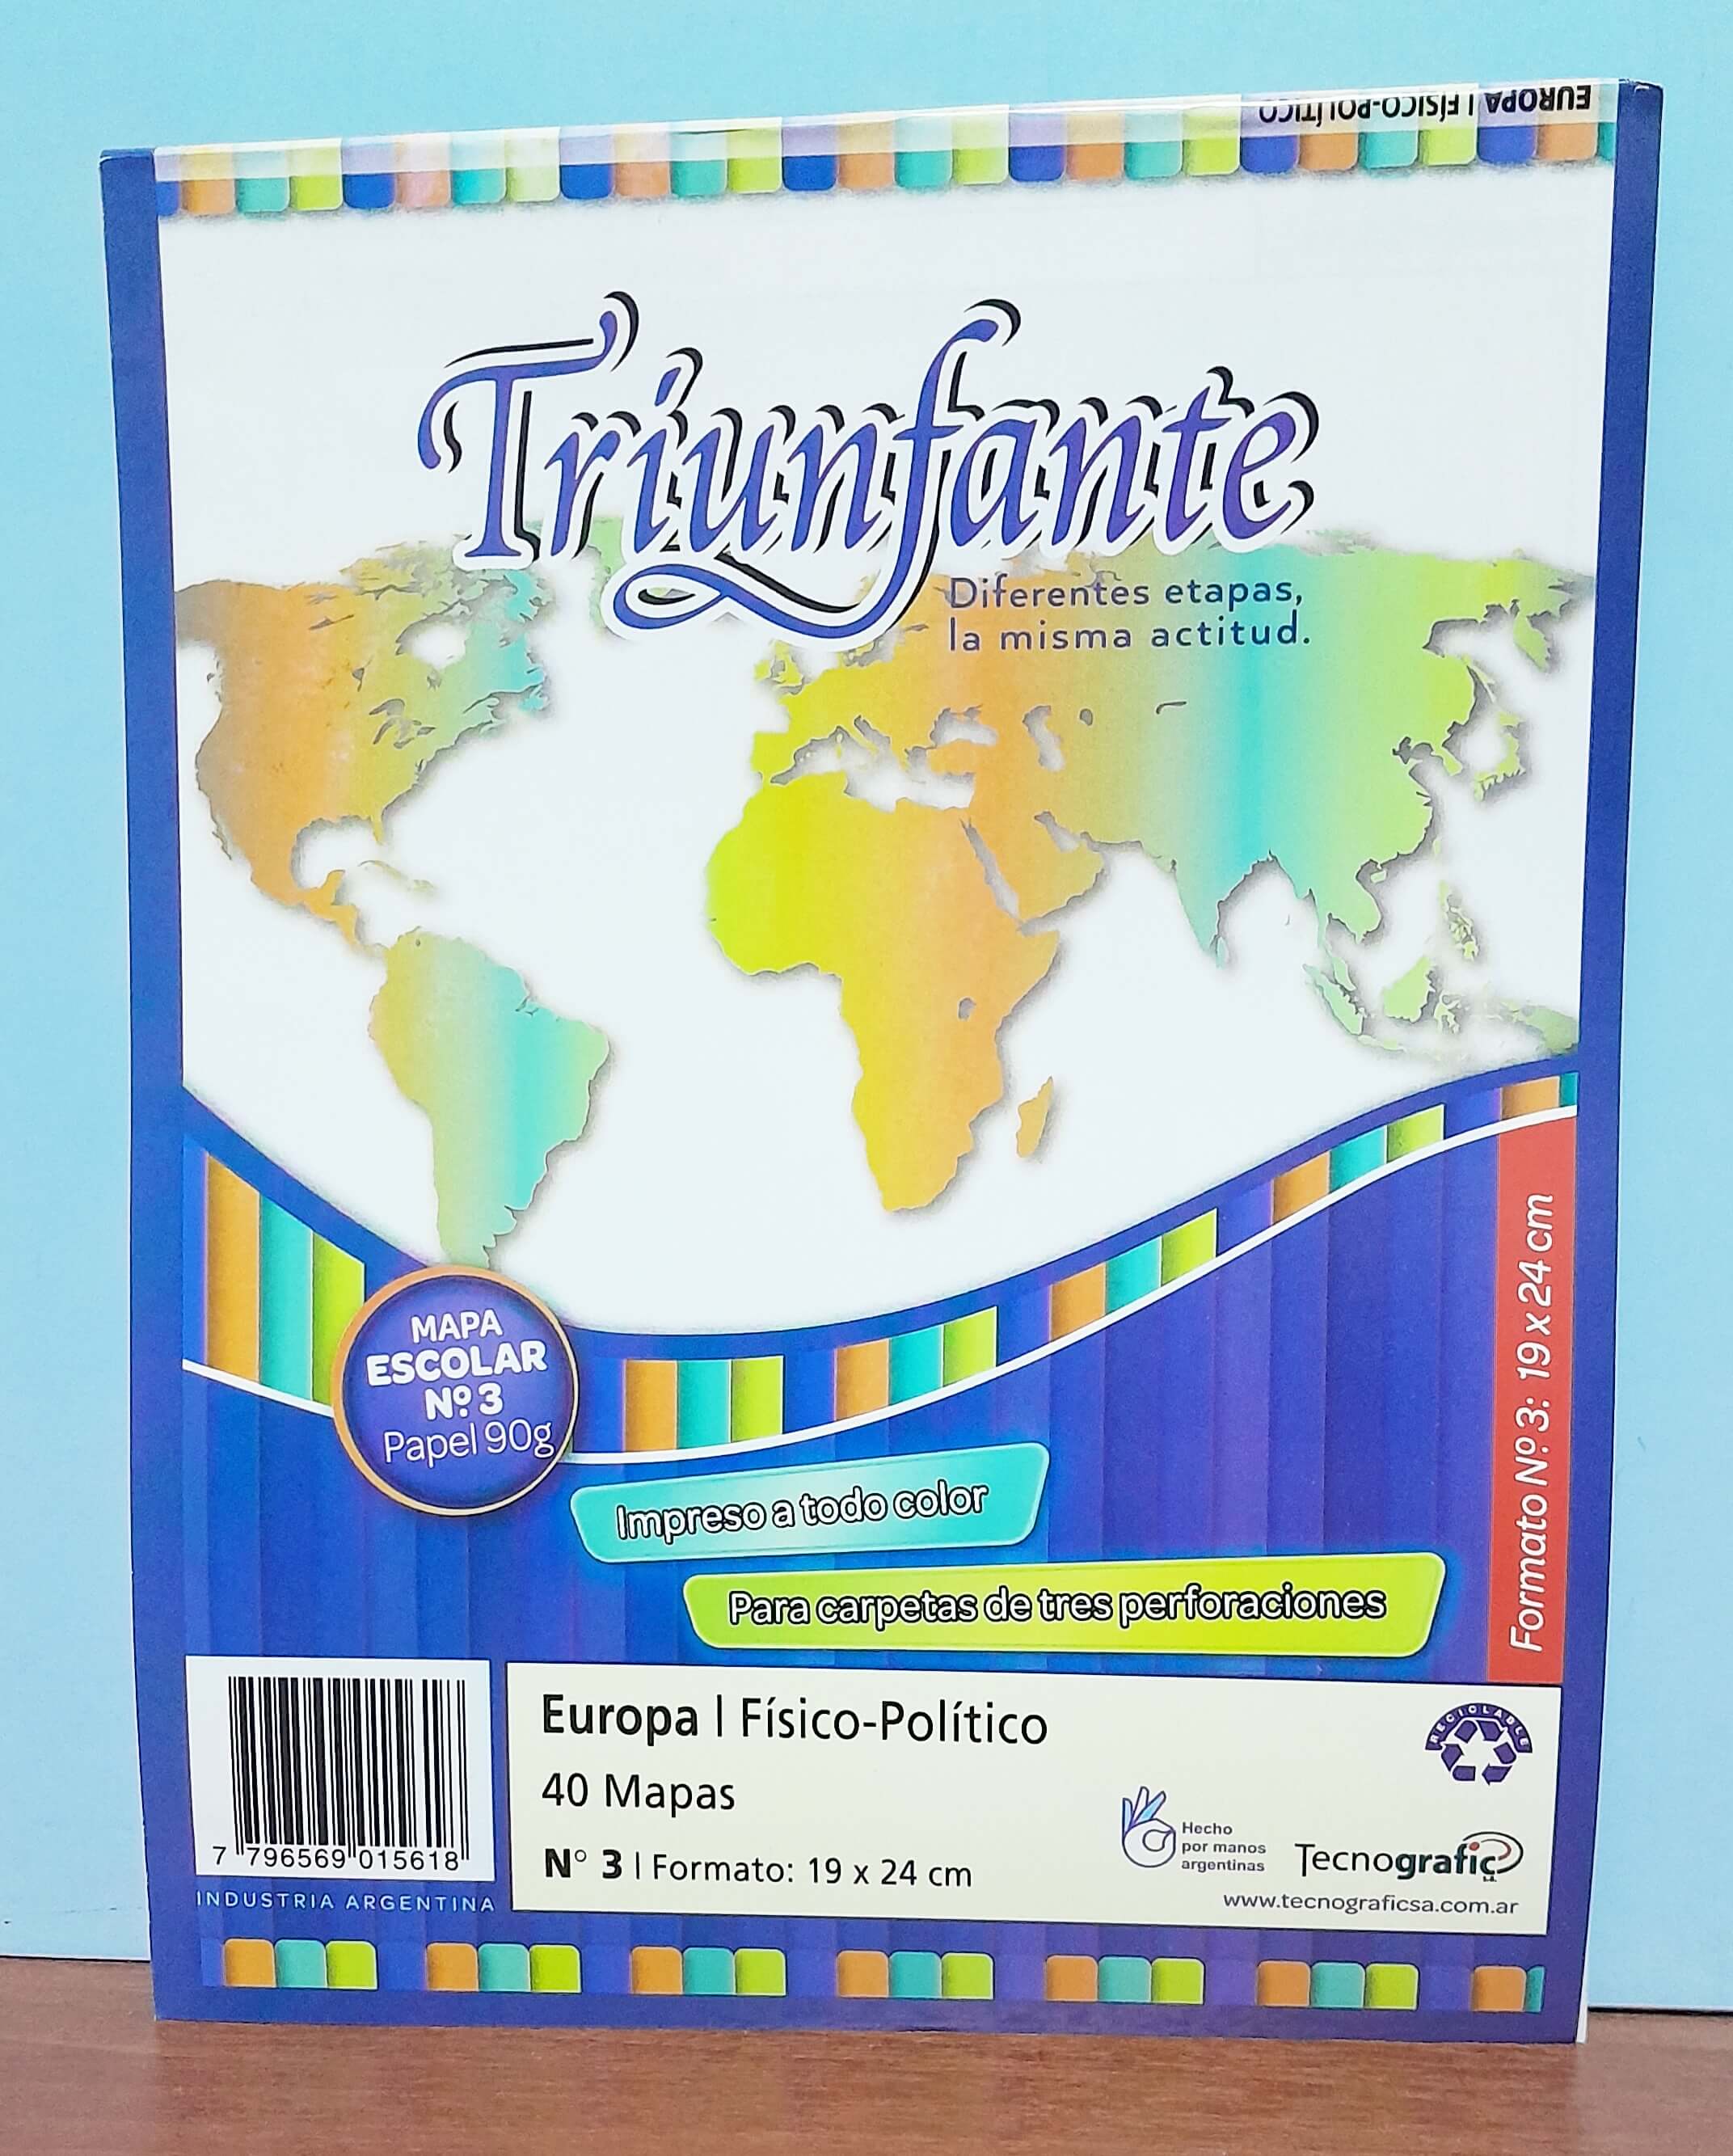 EUROPA | FÍSICO-POLÍTICO
Triunfante
Diferentes etapas,
la misma actitud.
MAPA
ESCOLAR
Nº 3
Papel 90g
Impreso a todo color
Para carpetas de tres perforaciones
Formato Nº 3: 19 x 24 cm
7 796569 015618
INDUSTRIA ARGENTINA
Europa | Físico-Político
40 Mapas
N° 3 | Formato: 19 x 24 cm
RECICLABLE
Hecho
por manos
argentinas
Tecnografic
S.A.
www.tecnograficsa.com.ar